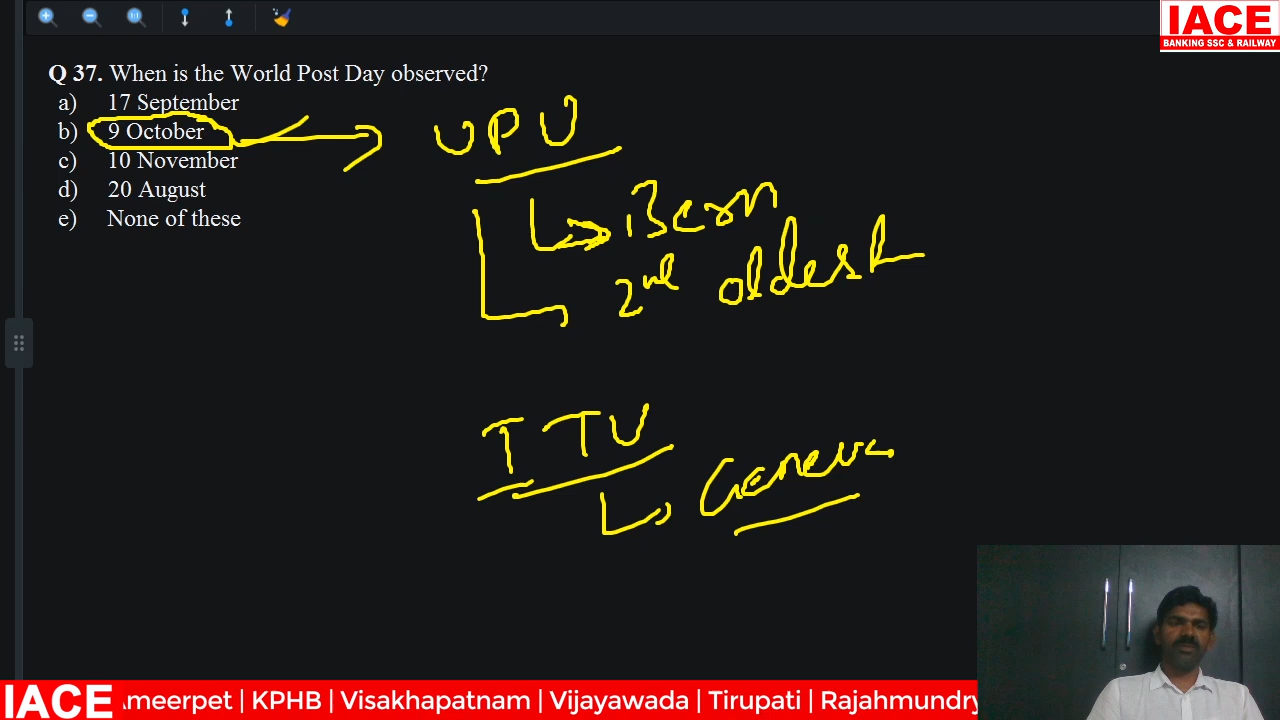 IACE
BANKING SSC & RAILWAY
Q 37. When is the World Post Day observed?
a) 17 September
b) 9 October
c) 10 November
d) 20 August
e) None of these
UPU
Bern
2nd oldest
ITU
Geneva
IACE
Ameerpet | KPHB | Visakhapatnam | Vijayawada | Tirupati | Rajahmundry